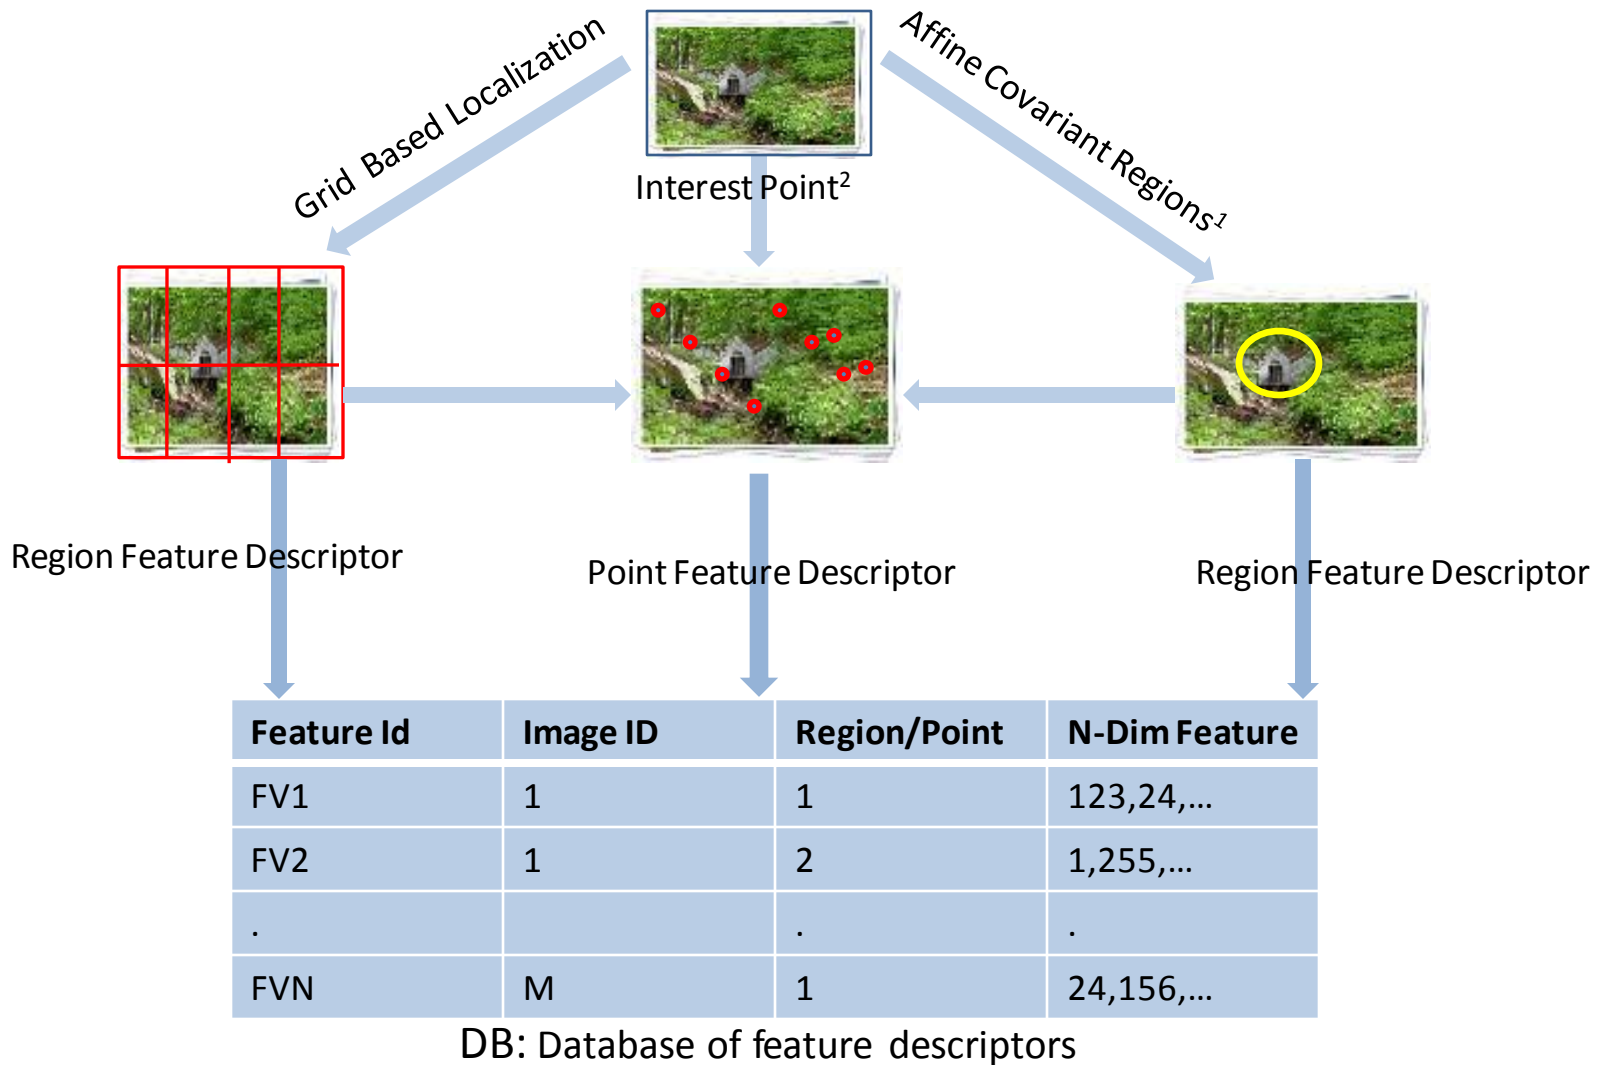 Grid Based Localization
Affine Covariant Regions¹
Interest Point²
Region Feature Descriptor
Point Feature Descriptor
Region Feature Descriptor
Feature Id Image ID Region/Point N-Dim Feature
FV1 1 1 123,24,...
FV2 1 2 1,255,...
. . .
FVN M 1 24,156,...
DB: Database of feature descriptors